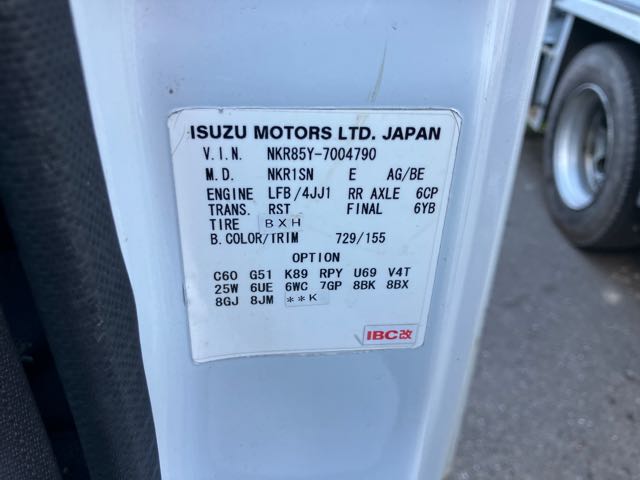 ISUZU MOTORS LTD. JAPAN
V.I.N. NKR85Y-7004790
M.D. NKR1SN E AG/BE
ENGINE LFB/4JJ1 RR AXLE 6CP
TRANS. RST FINAL 6YB
TIRE BXH
B.COLOR/TRIM 729/155
OPTION
C60 G51 K89 RPY U69 V4T
25W 6UE 6WC 7GP 8BK 8BX
8GJ 8JM **K
IBC改